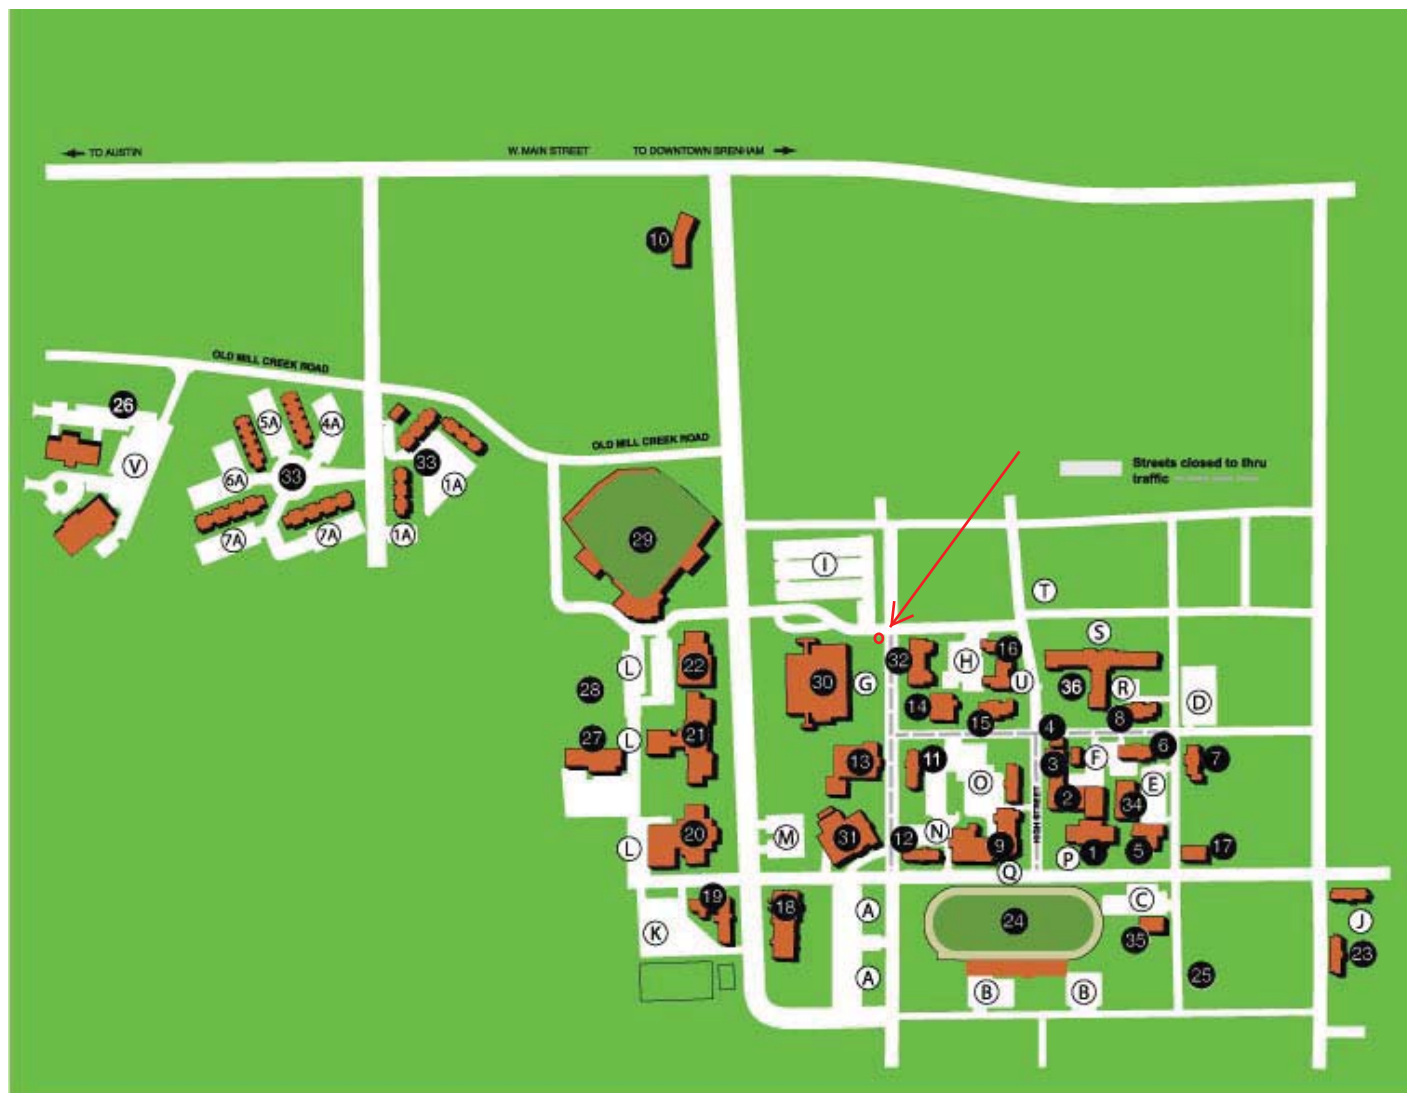 TO AUSTIN
W. MAIN STREET
TO DOWNTOWN BRENHAM
10
OLD MILL CREEK ROAD
26
5A
4A
V
6A
33
33
1A
7A
7A
1A
OLD MILL CREEK ROAD
Streets closed to thru
traffic
29
I
T
S
L
22
30
G
32
H
16
U
36
R
D
28
14
15
8
4
27
L
21
13
11
O
3
F
6
7
2
34
E
HIGH STREET
L
20
M
31
12
N
9
Q
P
1
5
17
19
18
A
24
C
35
J
K
23
A
B
B
25